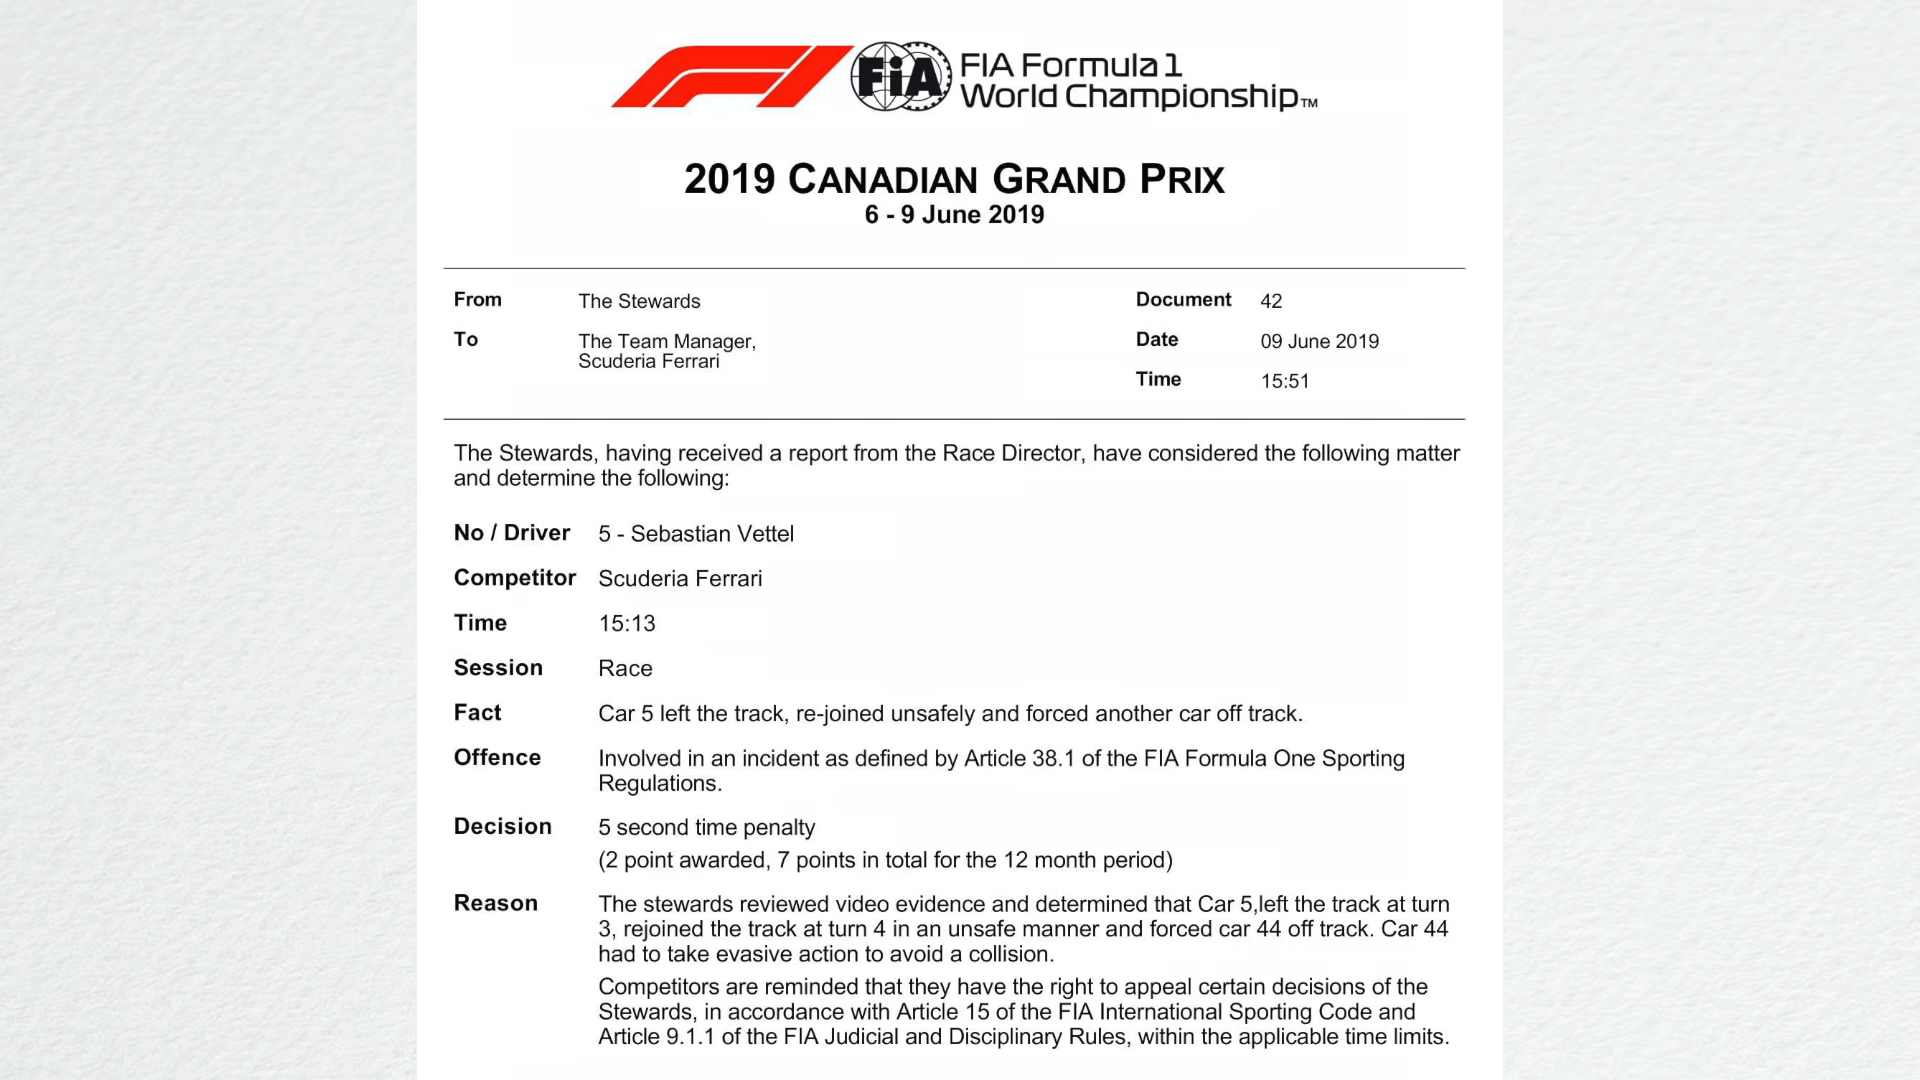 F1 FiA FIA Formula 1
World Championship™
2019 CANADIAN GRAND PRIX
6 - 9 June 2019
From The Stewards
To The Team Manager,
Scuderia Ferrari
Document 42
Date 09 June 2019
Time 15:51
The Stewards, having received a report from the Race Director, have considered the following matter
and determine the following:
No / Driver 5 - Sebastian Vettel
Competitor Scuderia Ferrari
Time 15:13
Session Race
Fact Car 5 left the track, re-joined unsafely and forced another car off track.
Offence Involved in an incident as defined by Article 38.1 of the FIA Formula One Sporting
Regulations.
Decision 5 second time penalty
(2 point awarded, 7 points in total for the 12 month period)
Reason The stewards reviewed video evidence and determined that Car 5,left the track at turn
3, rejoined the track at turn 4 in an unsafe manner and forced car 44 off track. Car 44
had to take evasive action to avoid a collision.
Competitors are reminded that they have the right to appeal certain decisions of the
Stewards, in accordance with Article 15 of the FIA International Sporting Code and
Article 9.1.1 of the FIA Judicial and Disciplinary Rules, within the applicable time limits.